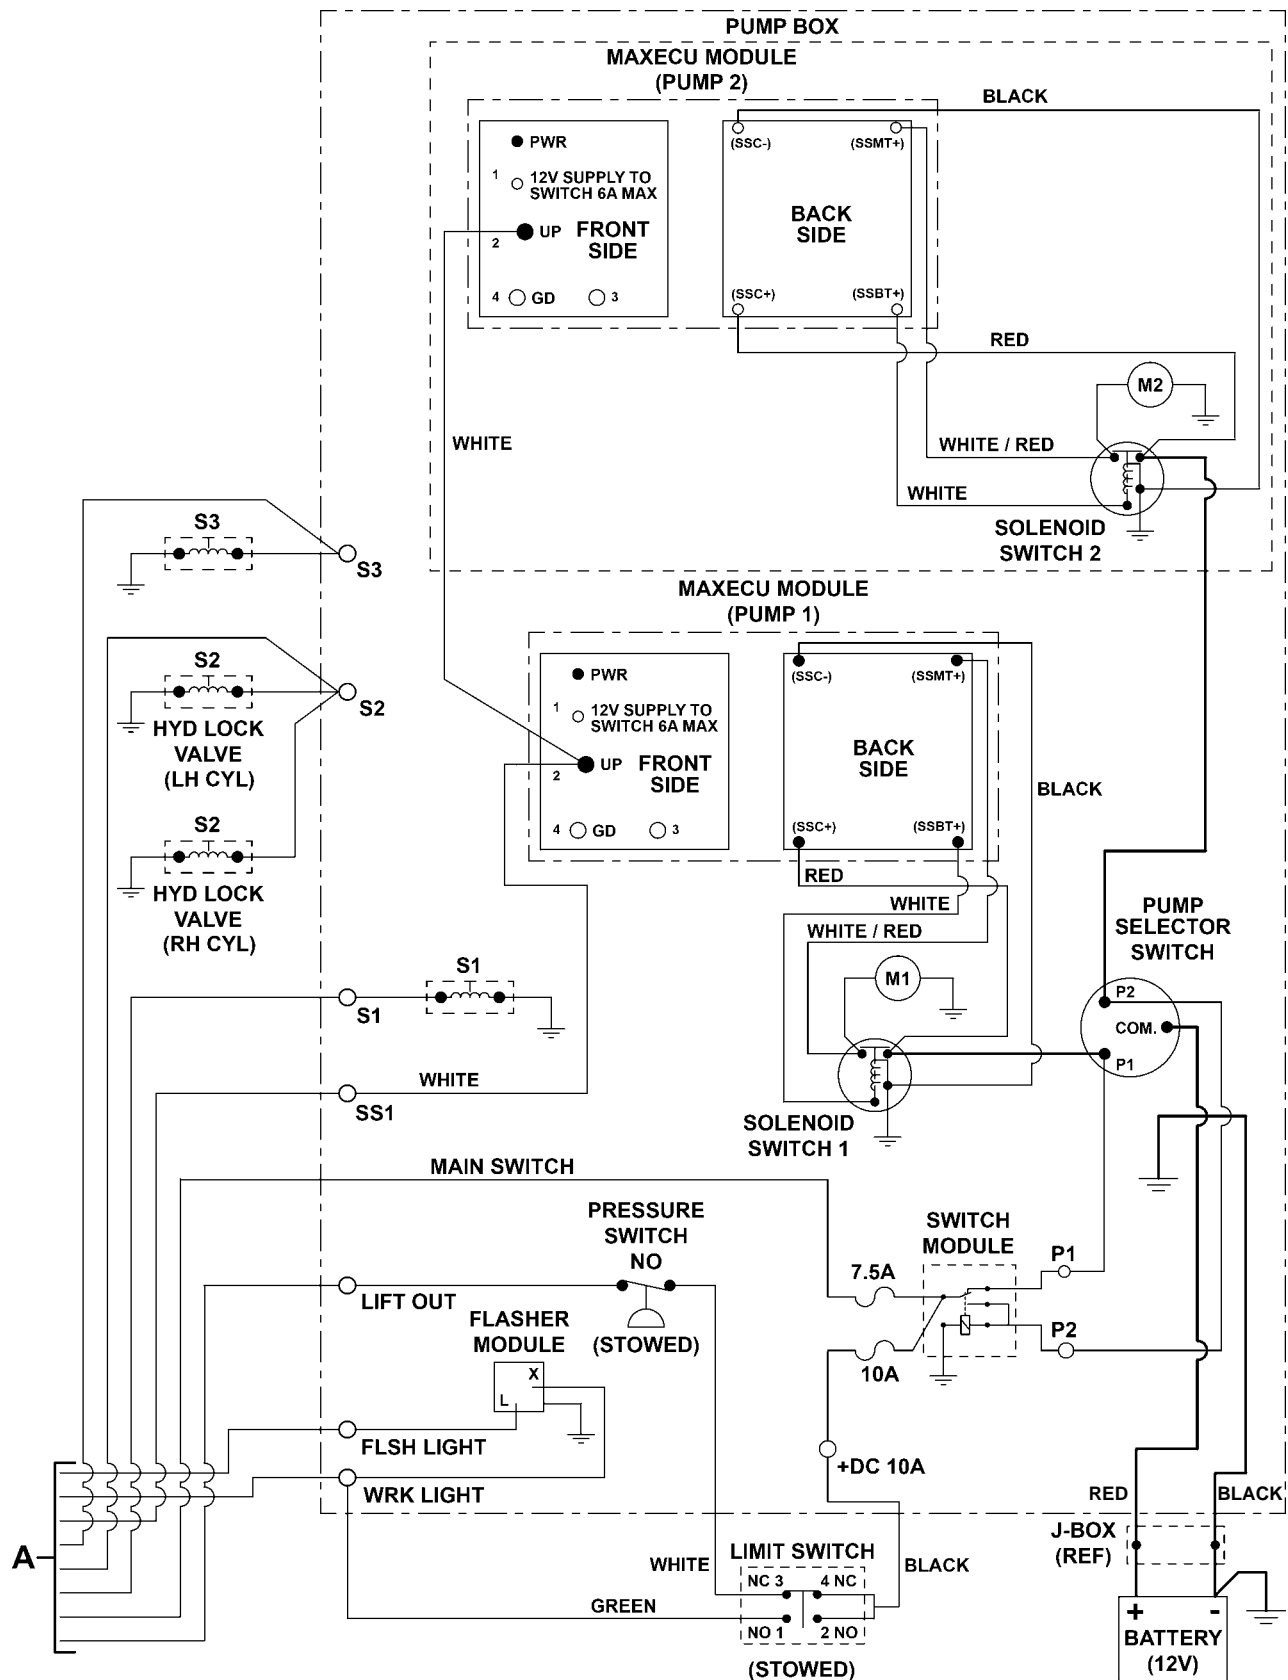 PUMP BOX
MAXECU MODULE
(PUMP 2)
BLACK
PWR
1
12V SUPPLY TO
SWITCH 6A MAX
UP
2
FRONT
SIDE
4
GD
3
(SSC-)
(SSMT+)
BACK
SIDE
(SSC+)
(SSBT+)
RED
M2
WHITE
WHITE / RED
WHITE
SOLENOID
SWITCH 2
S3
S3
MAXECU MODULE
(PUMP 1)
PWR
1
12V SUPPLY TO
SWITCH 6A MAX
UP
2
FRONT
SIDE
4
GD
3
(SSC-)
(SSMT+)
BACK
SIDE
(SSC+)
(SSBT+)
BLACK
S2
S2
HYD LOCK
VALVE
(LH CYL)
S2
HYD LOCK
VALVE
(RH CYL)
RED
WHITE
WHITE / RED
M1
PUMP
SELECTOR
SWITCH
P2
COM.
P1
S1
S1
WHITE
SS1
SOLENOID
SWITCH 1
MAIN SWITCH
PRESSURE
SWITCH
NO
(STOWED)
LIFT OUT
SWITCH
MODULE
7.5A
10A
P1
P2
FLASHER
MODULE
X
L
FLSH LIGHT
WRK LIGHT
+DC 10A
RED
BLACK
J-BOX
(REF)
A
WHITE
LIMIT SWITCH
BLACK
NC 3
4 NC
GREEN
NO 1
2 NO
(STOWED)
+
-
BATTERY
(12V)